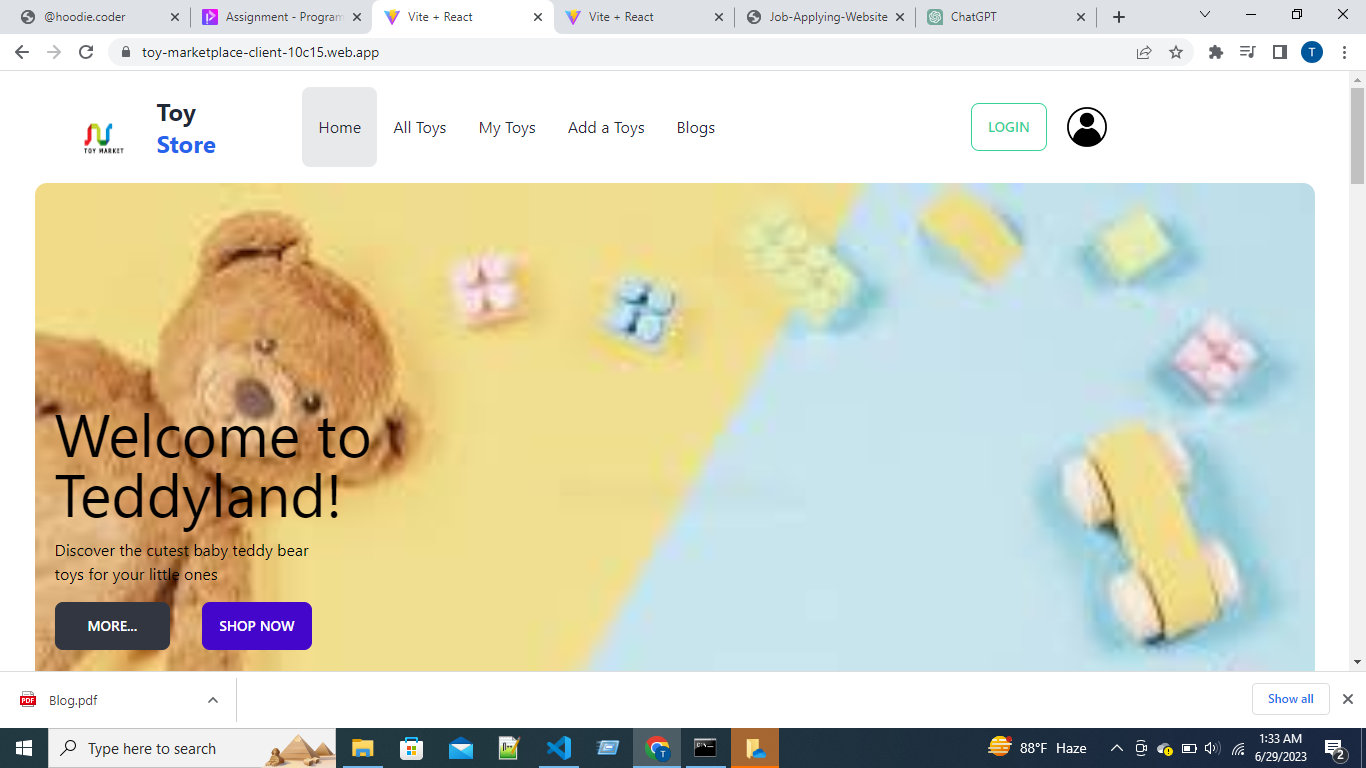 @hoodie.coder
Assignment - Program
Vite + React
Vite + React
Job-Applying-Website
ChatGPT
toy-marketplace-client-10c15.web.app
T
TOY MARKET
Toy
Store
Home
All Toys
My Toys
Add a Toys
Blogs
LOGIN
Welcome to
Teddyland!
Discover the cutest baby teddy bear
toys for your little ones
MORE...
SHOP NOW
PDF
Blog.pdf
Show all
Type here to search
T
88°F Haze
1:33 AM
6/29/2023
2